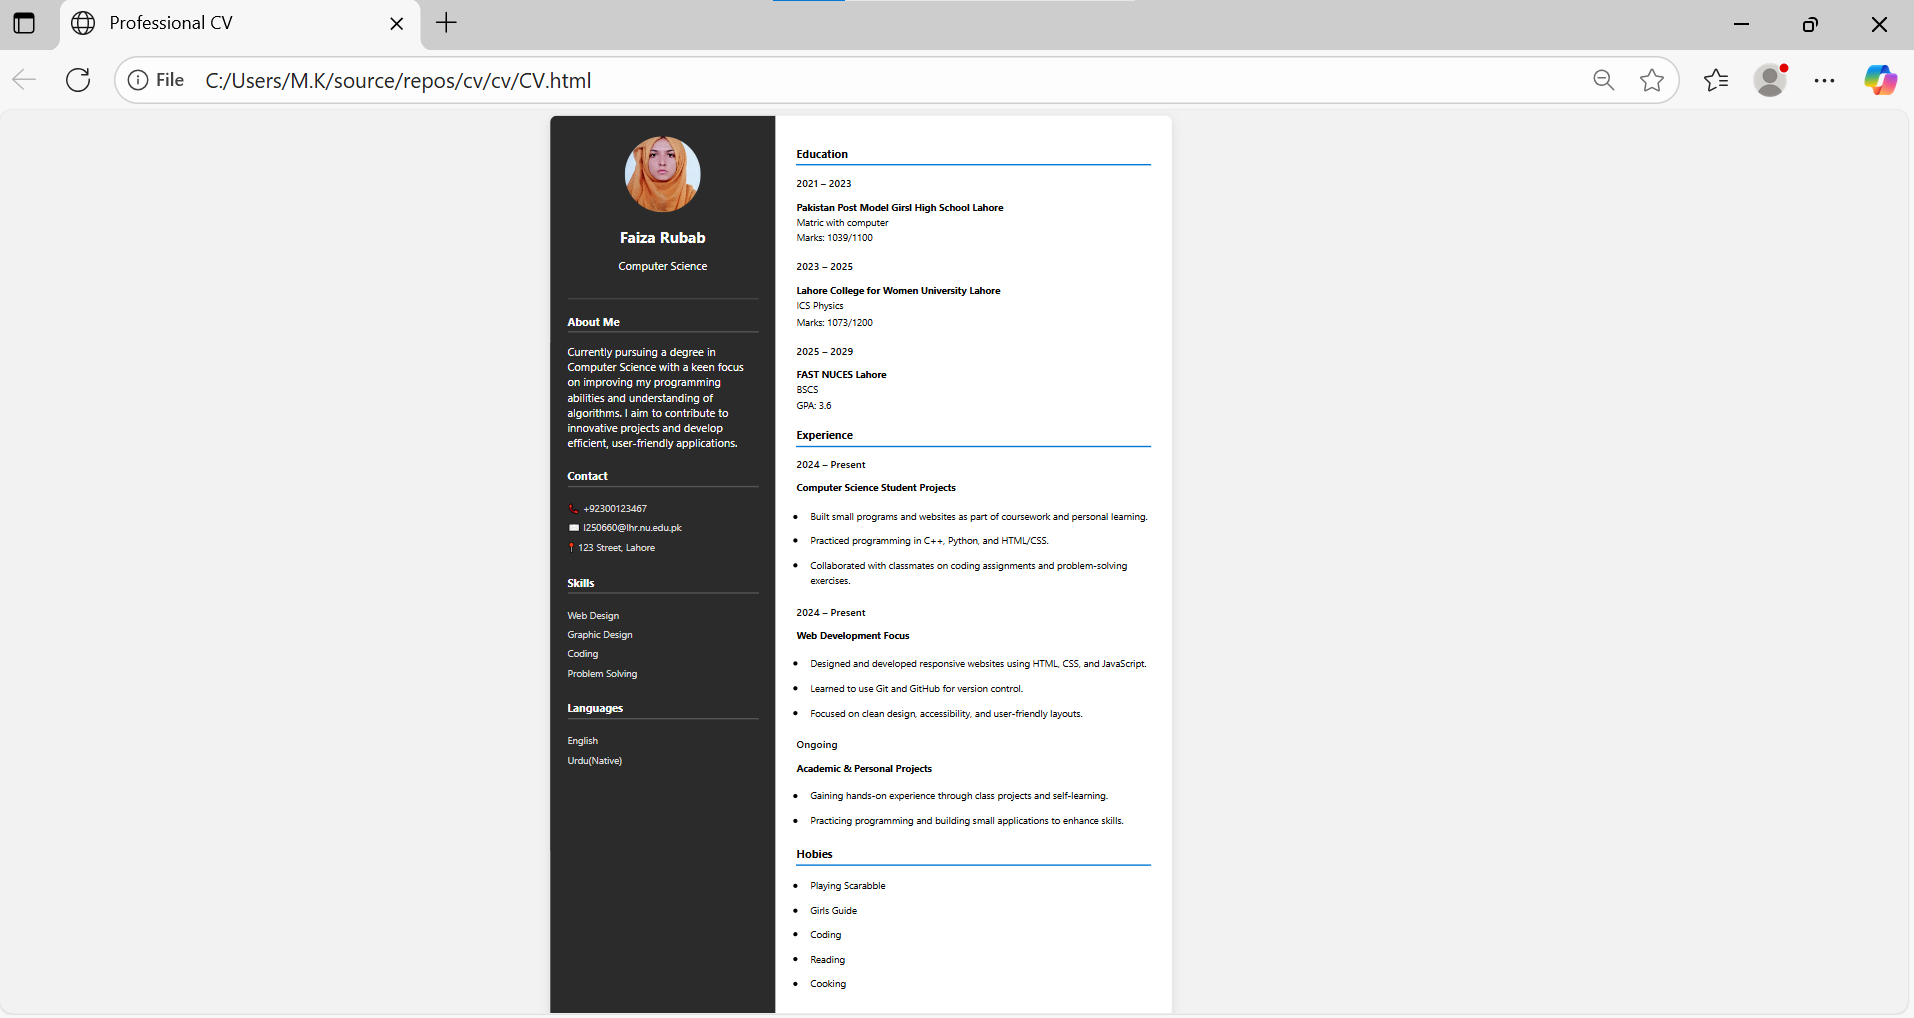 Professional CV
File C:/Users/M.K/source/repos/cv/cv/CV.html
Faiza Rubab
Computer Science
About Me
Currently pursuing a degree in
Computer Science with a keen focus
on improving my programming
abilities and understanding of
algorithms. I aim to contribute to
innovative projects and develop
efficient, user-friendly applications.
Contact
+92300123467
l250660@lhr.nu.edu.pk
123 Street, Lahore
Skills
Web Design
Graphic Design
Coding
Problem Solving
Languages
English
Urdu(Native)
Education
2021 – 2023
Pakistan Post Model Girsl High School Lahore
Matric with computer
Marks: 1039/1100
2023 – 2025
Lahore College for Women University Lahore
ICS Physics
Marks: 1073/1200
2025 – 2029
FAST NUCES Lahore
BSCS
GPA: 3.6
Experience
2024 – Present
Computer Science Student Projects
• Built small programs and websites as part of coursework and personal learning.
• Practiced programming in C++, Python, and HTML/CSS.
• Collaborated with classmates on coding assignments and problem-solving
exercises.
2024 – Present
Web Development Focus
• Designed and developed responsive websites using HTML, CSS, and JavaScript.
• Learned to use Git and GitHub for version control.
• Focused on clean design, accessibility, and user-friendly layouts.
Ongoing
Academic & Personal Projects
• Gaining hands-on experience through class projects and self-learning.
• Practicing programming and building small applications to enhance skills.
Hobies
• Playing Scarabble
• Girls Guide
• Coding
• Reading
• Cooking